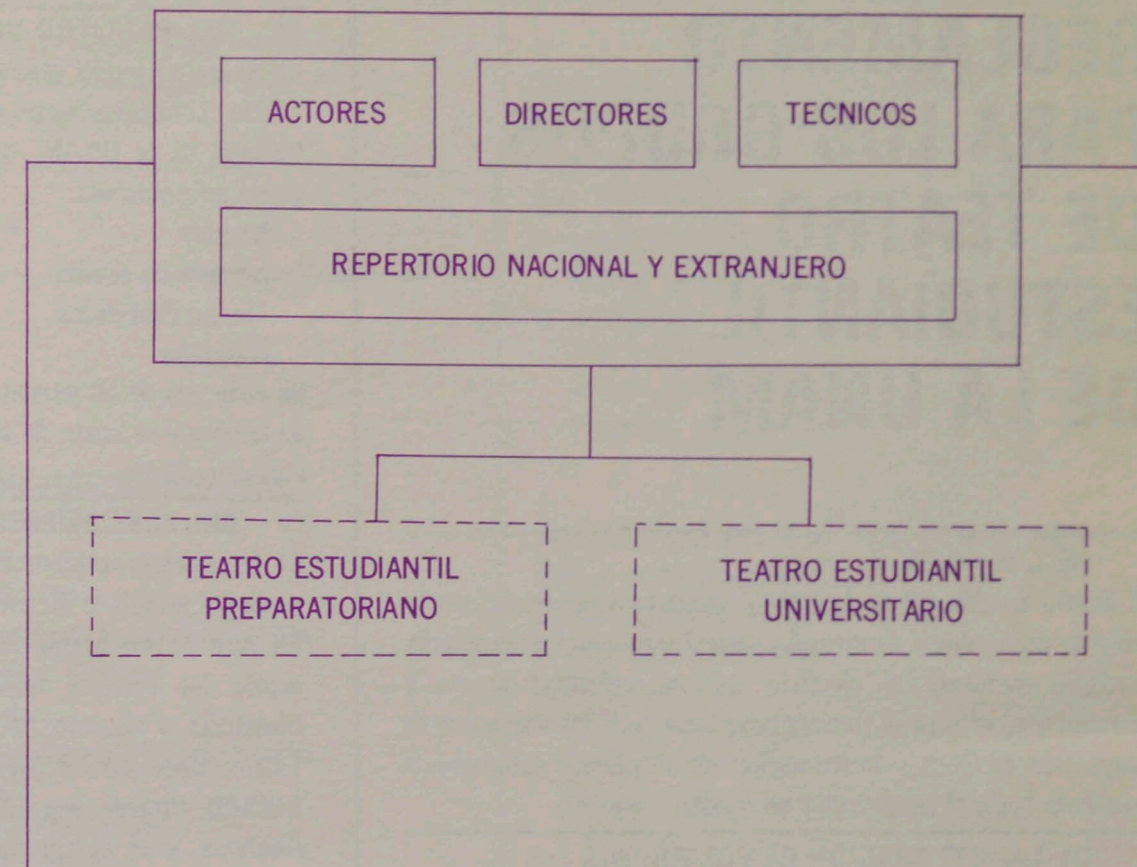 ACTORES
DIRECTORES
TECNICOS
REPERTORIO NACIONAL Y EXTRANJERO
TEATRO ESTUDIANTIL
PREPARATORIANO
TEATRO ESTUDIANTIL
UNIVERSITARIO